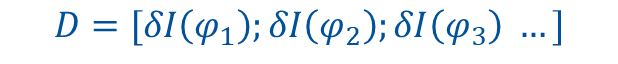 D = [δI(φ₁); δI(φ₂); δI(φ₃) …]